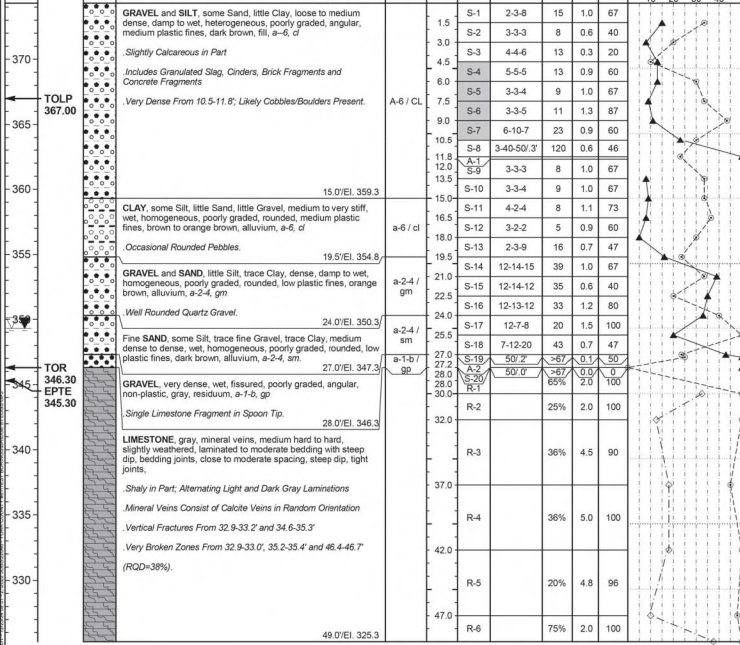 GRAVEL and SILT, some Sand, little Clay, loose to medium
dense, damp to wet, heterogeneous, poorly graded, angular,
medium plastic fines, dark brown, fill, a–6, cl
.Slightly Calcareous in Part
.Includes Granulated Slag, Cinders, Brick Fragments and
Concrete Fragments
.Very Dense From 10.5-11.8'; Likely Cobbles/Boulders Present.
15.0'/El. 359.3
A-6 / CL
CLAY, some Silt, little Sand, little Gravel, medium to very stiff,
wet, homogeneous, poorly graded, rounded, medium plastic
fines, brown to orange brown, alluvium, a-6, cl
.Occasional Rounded Pebbles.
19.5'/El. 354.8
a-6 / cl
GRAVEL and SAND, little Silt, trace Clay, dense, damp to wet,
homogeneous, poorly graded, rounded, low plastic fines, orange
brown, alluvium, a-2-4, gm
.Well Rounded Quartz Gravel.
24.0'/El. 350.3
a-2-4 /
gm
Fine SAND, some Silt, trace fine Gravel, trace Clay, medium
dense to dense, wet, homogeneous, poorly graded, rounded, low
plastic fines, dark brown, alluvium, a-2-4, sm.
27.0'/El. 347.3
a-2-4 /
sm
GRAVEL, very dense, wet, fissured, poorly graded, angular,
non-plastic, gray, residuum, a-1-b, gp
.Single Limestone Fragment in Spoon Tip.
28.0'/El. 346.3
a-1-b /
gp
LIMESTONE, gray, mineral veins, medium hard to hard,
slightly weathered, laminated to moderate bedding with steep
dip, bedding joints, close to moderate spacing, steep dip, tight
joints,
.Shaly in Part; Alternating Light and Dark Gray Laminations
.Mineral Veins Consist of Calcite Veins in Random Orientation
.Vertical Fractures From 32.9-33.2' and 34.6-35.3'
.Very Broken Zones From 32.9-33.0', 35.2-35.4' and 46.4-46.7'
(RQD=38%).
49.0'/El. 325.3
370
TOLP
367.00
365
360
355
350
TOR
346.30
345
EPTE
345.30
340
335
330
S-1 2-3-8 15 1.0 67
1.5
S-2 3-3-3 8 0.6 40
3.0
S-3 4-4-6 13 0.3 20
4.5
S-4 5-5-5 13 0.9 60
6.0
S-5 3-3-4 9 1.0 67
7.5
S-6 3-3-5 11 1.3 87
9.0
S-7 6-10-7 23 0.9 60
10.5
S-8 3-40-50/.3' 120 0.6 46
11.8
A-1
12.0
S-9 3-3-3 8 1.0 67
13.5
S-10 3-3-4 9 1.0 67
15.0
S-11 4-2-4 8 1.1 73
16.5
S-12 3-2-2 5 0.9 60
18.0
S-13 2-3-9 16 0.7 47
19.5
S-14 12-14-15 39 1.0 67
21.0
S-15 12-14-12 35 0.6 40
22.5
S-16 12-13-12 33 1.2 80
24.0
S-17 12-7-8 20 1.5 100
25.5
S-18 7-12-20 43 0.7 47
27.0
S-19 50/.2' >67 0.1 50
27.2
A-2
28.0
S-20 50/.0' >67 0.0 0
28.0
R-1 65% 2.0 100
30.0
R-2 25% 2.0 100
32.0
R-3 36% 4.5 90
37.0
R-4 36% 5.0 100
42.0
R-5 20% 4.8 96
47.0
R-6 75% 2.0 100